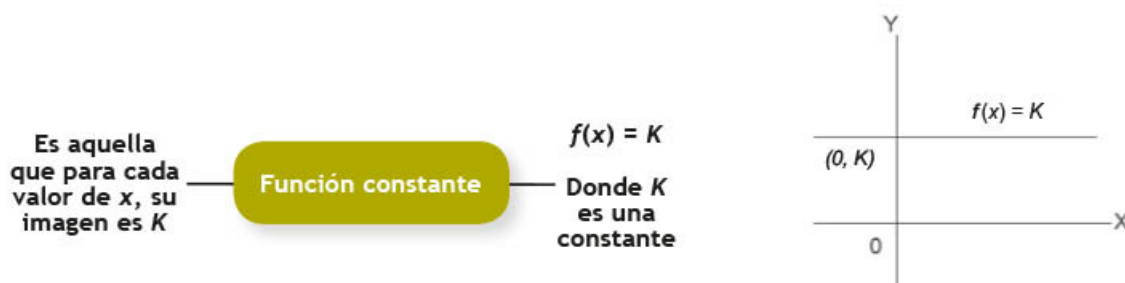 Es aquella
que para cada
valor de x, su
imagen es K
Función constante
f(x) = K
Donde K
es una
constante
Y
f(x) = K
(0, K)
X
0